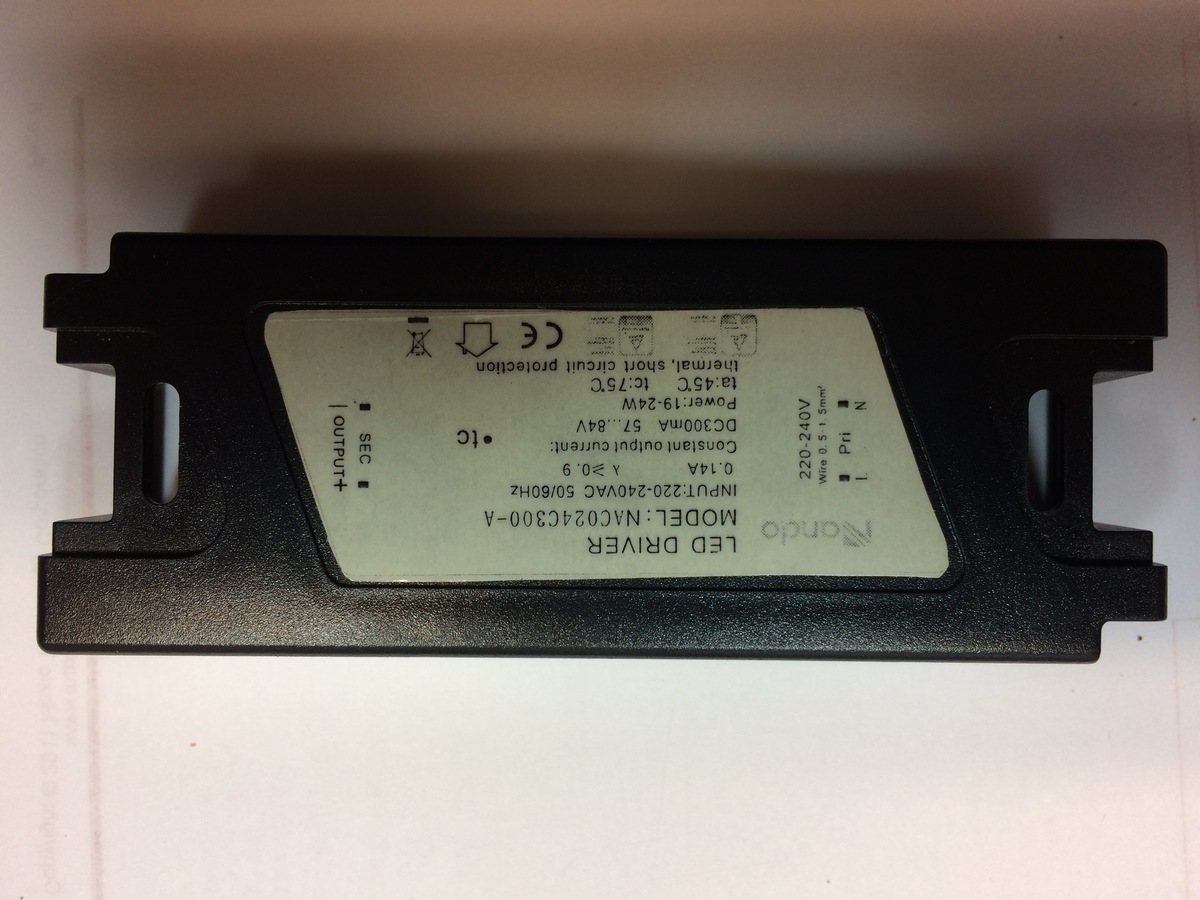 Nando
LED DRIVER
MODEL: NAC024C300-A
INPUT:220-240VAC 50/60Hz
0.14A λ ≥0.9
Constant output current:
DC300mA 57...84V
Power:19-24W
ta:45℃ tc:75℃
thermal, short circuit protection
CE
L
Pri
N
Wire 0.5-1.5mm²
220-240V
•tc
SEC
OUTPUT+